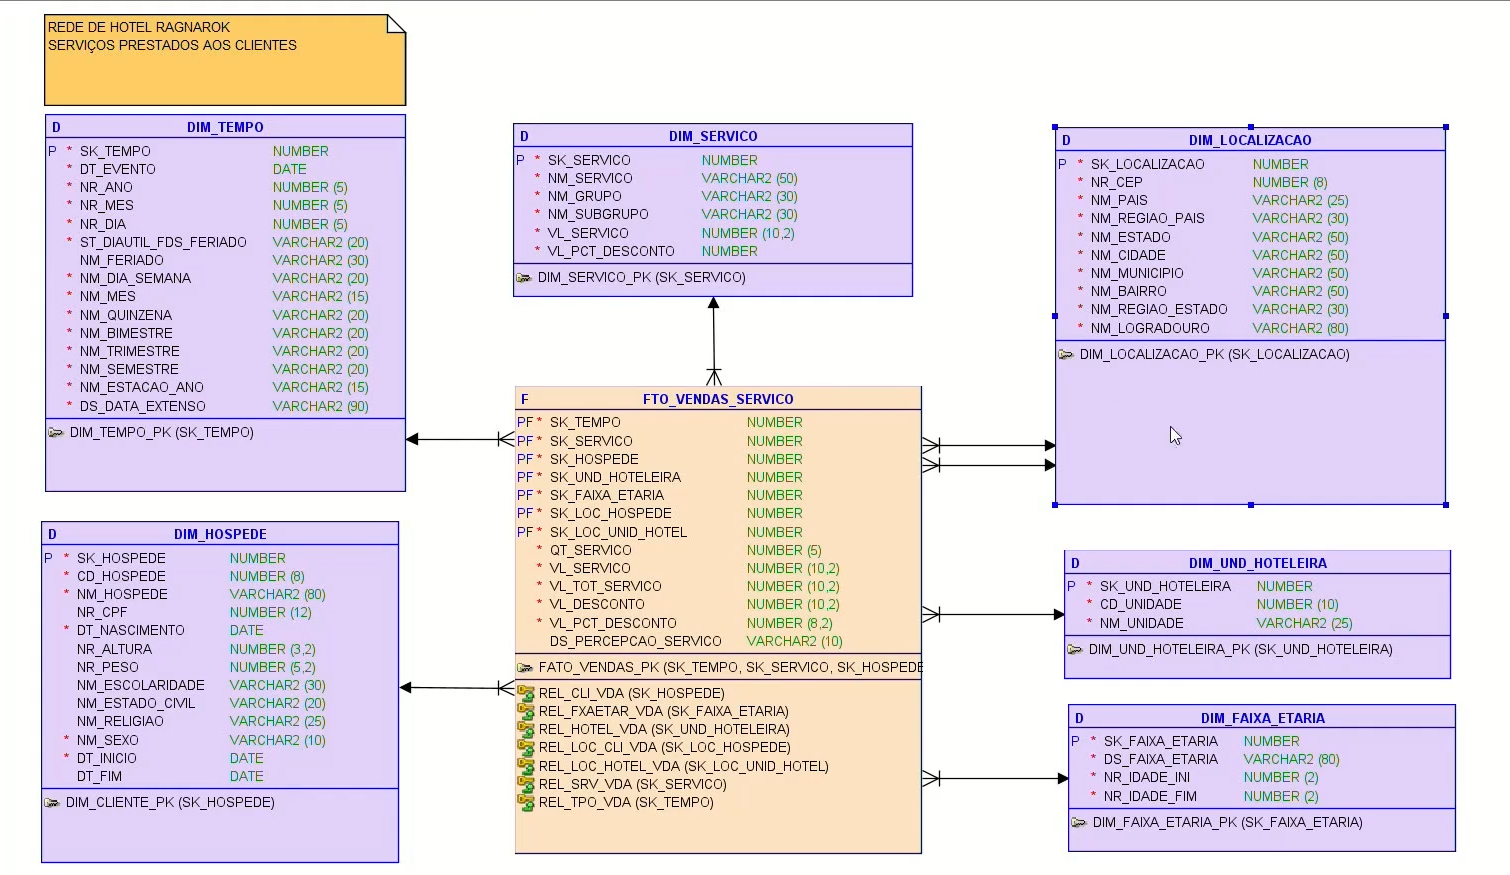 REDE DE HOTEL RAGNAROK
SERVIÇOS PRESTADOS AOS CLIENTES
D DIM_TEMPO
P * SK_TEMPO NUMBER
* DT_EVENTO DATE
* NR_ANO NUMBER (5)
* NR_MES NUMBER (5)
* NR_DIA NUMBER (5)
* ST_DIAUTIL_FDS_FERIADO VARCHAR2 (20)
NM_FERIADO VARCHAR2 (30)
* NM_DIA_SEMANA VARCHAR2 (20)
* NM_MES VARCHAR2 (15)
* NM_QUINZENA VARCHAR2 (20)
* NM_BIMESTRE VARCHAR2 (20)
* NM_TRIMESTRE VARCHAR2 (20)
* NM_SEMESTRE VARCHAR2 (20)
* NM_ESTACAO_ANO VARCHAR2 (15)
* DS_DATA_EXTENSO VARCHAR2 (90)
DIM_TEMPO_PK (SK_TEMPO)
D DIM_SERVICO
P * SK_SERVICO NUMBER
* NM_SERVICO VARCHAR2 (50)
* NM_GRUPO VARCHAR2 (30)
* NM_SUBGRUPO VARCHAR2 (30)
* VL_SERVICO NUMBER (10,2)
* VL_PCT_DESCONTO NUMBER
DIM_SERVICO_PK (SK_SERVICO)
D DIM_LOCALIZACAO
P * SK_LOCALIZACAO NUMBER
* NR_CEP NUMBER (8)
* NM_PAIS VARCHAR2 (25)
* NM_REGIAO_PAIS VARCHAR2 (30)
* NM_ESTADO VARCHAR2 (50)
* NM_CIDADE VARCHAR2 (50)
* NM_MUNICIPIO VARCHAR2 (50)
* NM_BAIRRO VARCHAR2 (50)
* NM_REGIAO_ESTADO VARCHAR2 (30)
* NM_LOGRADOURO VARCHAR2 (80)
DIM_LOCALIZACAO_PK (SK_LOCALIZACAO)
D DIM_HOSPEDE
P * SK_HOSPEDE NUMBER
* CD_HOSPEDE NUMBER (8)
* NM_HOSPEDE VARCHAR2 (80)
NR_CPF NUMBER (12)
* DT_NASCIMENTO DATE
NR_ALTURA NUMBER (3,2)
NR_PESO NUMBER (5,2)
NM_ESCOLARIDADE VARCHAR2 (30)
NM_ESTADO_CIVIL VARCHAR2 (20)
NM_RELIGIAO VARCHAR2 (25)
* NM_SEXO VARCHAR2 (10)
* DT_INICIO DATE
DT_FIM DATE
DIM_CLIENTE_PK (SK_HOSPEDE)
F FTO_VENDAS_SERVICO
PF * SK_TEMPO NUMBER
PF * SK_SERVICO NUMBER
PF * SK_HOSPEDE NUMBER
PF * SK_UND_HOTELEIRA NUMBER
PF * SK_FAIXA_ETARIA NUMBER
PF * SK_LOC_HOSPEDE NUMBER
PF * SK_LOC_UNID_HOTEL NUMBER
* QT_SERVICO NUMBER (5)
* VL_SERVICO NUMBER (10,2)
* VL_TOT_SERVICO NUMBER (10,2)
* VL_DESCONTO NUMBER (10,2)
* VL_PCT_DESCONTO NUMBER (8,2)
DS_PERCEPCAO_SERVICO VARCHAR2 (10)
FATO_VENDAS_PK (SK_TEMPO, SK_SERVICO, SK_HOSPEDE
REL_CLI_VDA (SK_HOSPEDE)
REL_FXAETAR_VDA (SK_FAIXA_ETARIA)
REL_HOTEL_VDA (SK_UND_HOTELEIRA)
REL_LOC_CLI_VDA (SK_LOC_HOSPEDE)
REL_LOC_HOTEL_VDA (SK_LOC_UNID_HOTEL)
REL_SRV_VDA (SK_SERVICO)
REL_TPO_VDA (SK_TEMPO)
D DIM_UND_HOTELEIRA
P * SK_UND_HOTELEIRA NUMBER
* CD_UNIDADE NUMBER (10)
* NM_UNIDADE VARCHAR2 (25)
DIM_UND_HOTELEIRA_PK (SK_UND_HOTELEIRA)
D DIM_FAIXA_ETARIA
P * SK_FAIXA_ETARIA NUMBER
* DS_FAIXA_ETARIA VARCHAR2 (80)
* NR_IDADE_INI NUMBER (2)
* NR_IDADE_FIM NUMBER (2)
DIM_FAIXA_ETARIA_PK (SK_FAIXA_ETARIA)